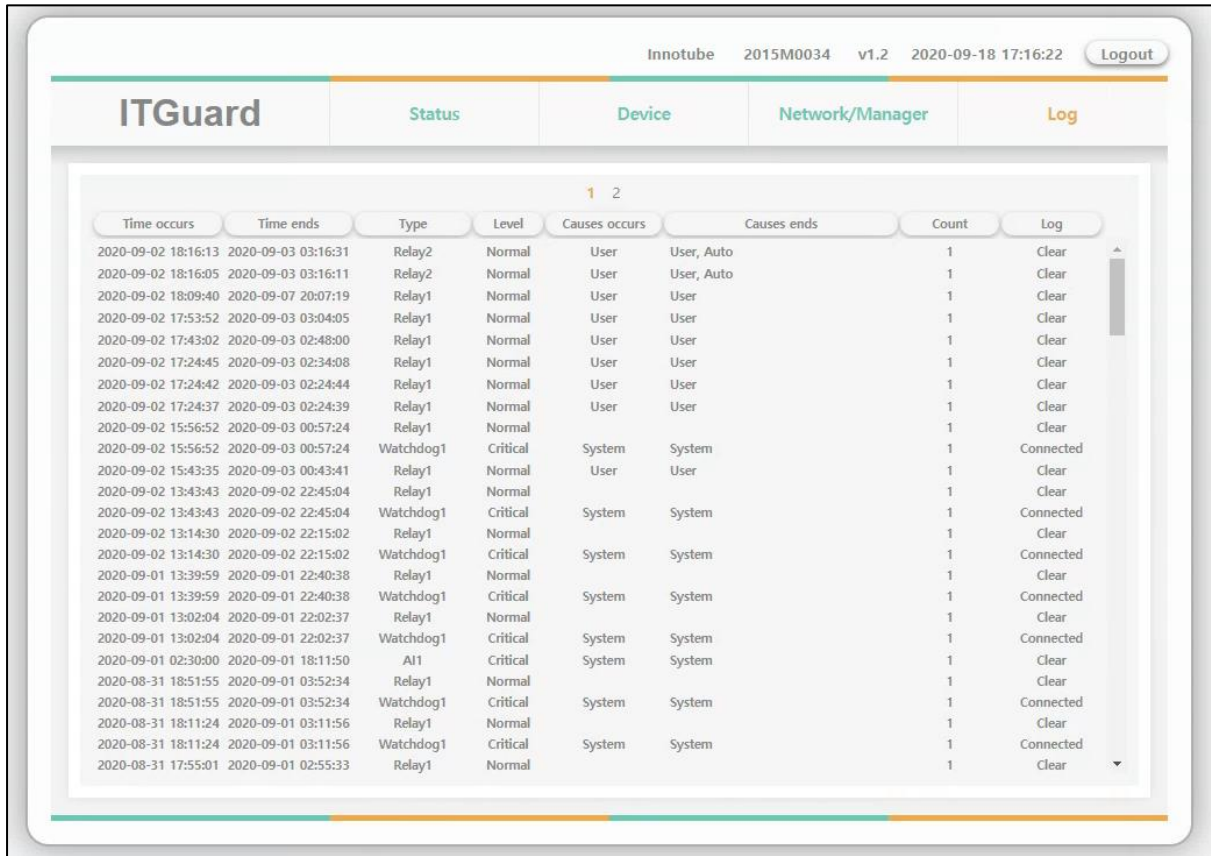 Innotube 2015M0034 v1.2 2020-09-18 17:16:22 Logout
ITGuard Status Device Network/Manager Log
1 2
Time occurs Time ends Type Level Causes occurs Causes ends Count Log
2020-09-02 18:16:13 2020-09-03 03:16:31 Relay2 Normal User User, Auto 1 Clear
2020-09-02 18:16:05 2020-09-03 03:16:11 Relay2 Normal User User, Auto 1 Clear
2020-09-02 18:09:40 2020-09-07 20:07:19 Relay1 Normal User User 1 Clear
2020-09-02 17:53:52 2020-09-03 03:04:05 Relay1 Normal User User 1 Clear
2020-09-02 17:43:02 2020-09-03 02:48:00 Relay1 Normal User User 1 Clear
2020-09-02 17:24:45 2020-09-03 02:34:08 Relay1 Normal User User 1 Clear
2020-09-02 17:24:42 2020-09-03 02:24:44 Relay1 Normal User User 1 Clear
2020-09-02 17:24:37 2020-09-03 02:24:39 Relay1 Normal User User 1 Clear
2020-09-02 15:56:52 2020-09-03 00:57:24 Relay1 Normal 1 Clear
2020-09-02 15:56:52 2020-09-03 00:57:24 Watchdog1 Critical System System 1 Connected
2020-09-02 15:43:35 2020-09-03 00:43:41 Relay1 Normal User User 1 Clear
2020-09-02 13:43:43 2020-09-02 22:45:04 Relay1 Normal 1 Clear
2020-09-02 13:43:43 2020-09-02 22:45:04 Watchdog1 Critical System System 1 Connected
2020-09-02 13:14:30 2020-09-02 22:15:02 Relay1 Normal 1 Clear
2020-09-02 13:14:30 2020-09-02 22:15:02 Watchdog1 Critical System System 1 Connected
2020-09-01 13:39:59 2020-09-01 22:40:38 Relay1 Normal 1 Clear
2020-09-01 13:39:59 2020-09-01 22:40:38 Watchdog1 Critical System System 1 Connected
2020-09-01 13:02:04 2020-09-01 22:02:37 Relay1 Normal 1 Clear
2020-09-01 13:02:04 2020-09-01 22:02:37 Watchdog1 Critical System System 1 Connected
2020-09-01 02:30:00 2020-09-01 18:11:50 AI1 Critical System System 1 Clear
2020-08-31 18:51:55 2020-09-01 03:52:34 Relay1 Normal 1 Clear
2020-08-31 18:51:55 2020-09-01 03:52:34 Watchdog1 Critical System System 1 Connected
2020-08-31 18:11:24 2020-09-01 03:11:56 Relay1 Normal 1 Clear
2020-08-31 18:11:24 2020-09-01 03:11:56 Watchdog1 Critical System System 1 Connected
2020-08-31 17:55:01 2020-09-01 02:55:33 Relay1 Normal 1 Clear